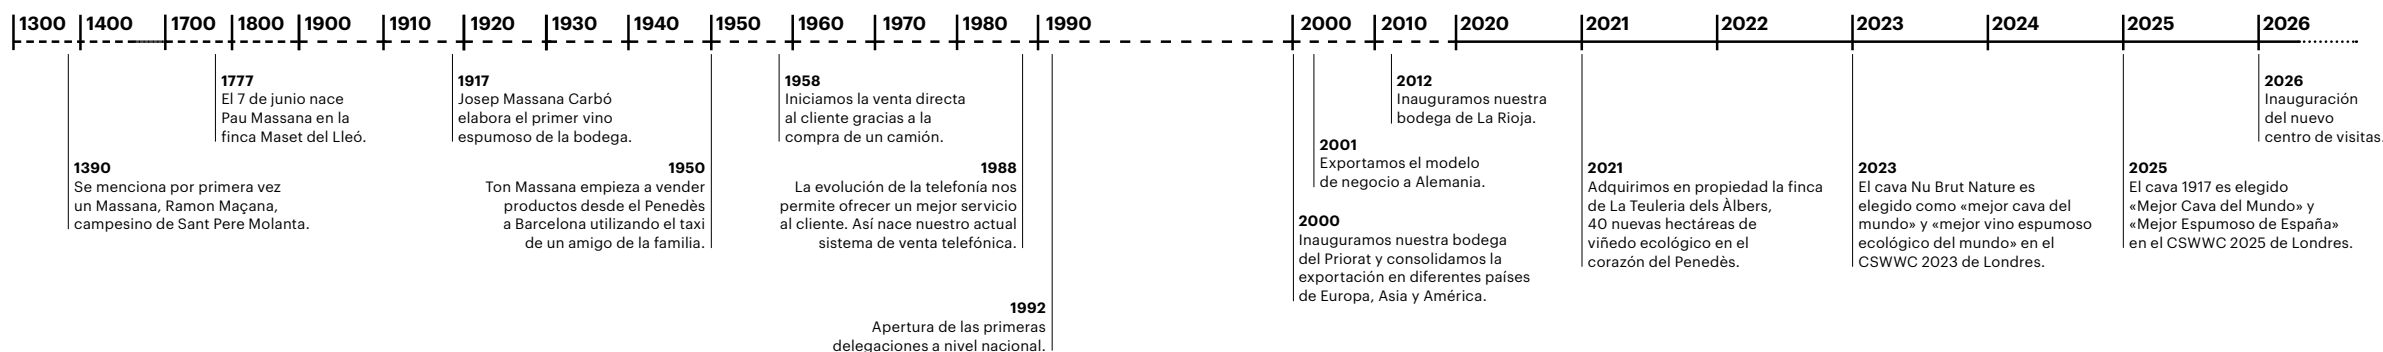 1300 1400 1700 1800 1900 1910 1920 1930 1940 1950 1960 1970 1980 1990 2000 2010 2020 2021 2022 2023 2024 2025 2026
1390
Se menciona por primera vez
un Massana, Ramon Maçana,
campesino de Sant Pere Molanta.
1777
El 7 de junio nace
Pau Massana en la
finca Maset del Lleó.
1917
Josep Massana Carbó
elabora el primer vino
espumoso de la bodega.
1950
Ton Massana empieza a vender
productos desde el Penedès
a Barcelona utilizando el taxi
de un amigo de la familia.
1958
Iniciamos la venta directa
al cliente gracias a la
compra de un camión.
1988
La evolución de la telefonía nos
permite ofrecer un mejor servicio
al cliente. Así nace nuestro actual
sistema de venta telefónica.
1992
Apertura de las primeras
delegaciones a nivel nacional.
2000
Inauguramos nuestra bodega
del Priorat y consolidamos la
exportación en diferentes países
de Europa, Asia y América.
2001
Exportamos el modelo
de negocio a Alemania.
2012
Inauguramos nuestra
bodega de La Rioja.
2021
Adquirimos en propiedad la finca
de La Teuleria dels Àlbers,
40 nuevas hectáreas de
viñedo ecológico en el
corazón del Penedès.
2023
El cava Nu Brut Nature es
elegido como «mejor cava del
mundo» y «mejor vino espumoso
ecológico del mundo» en el
CSWWC 2023 de Londres.
2025
El cava 1917 es elegido
«Mejor Cava del Mundo» y
«Mejor Espumoso de España»
en el CSWWC 2025 de Londres.
2026
Inauguración
del nuevo
centro de visitas.